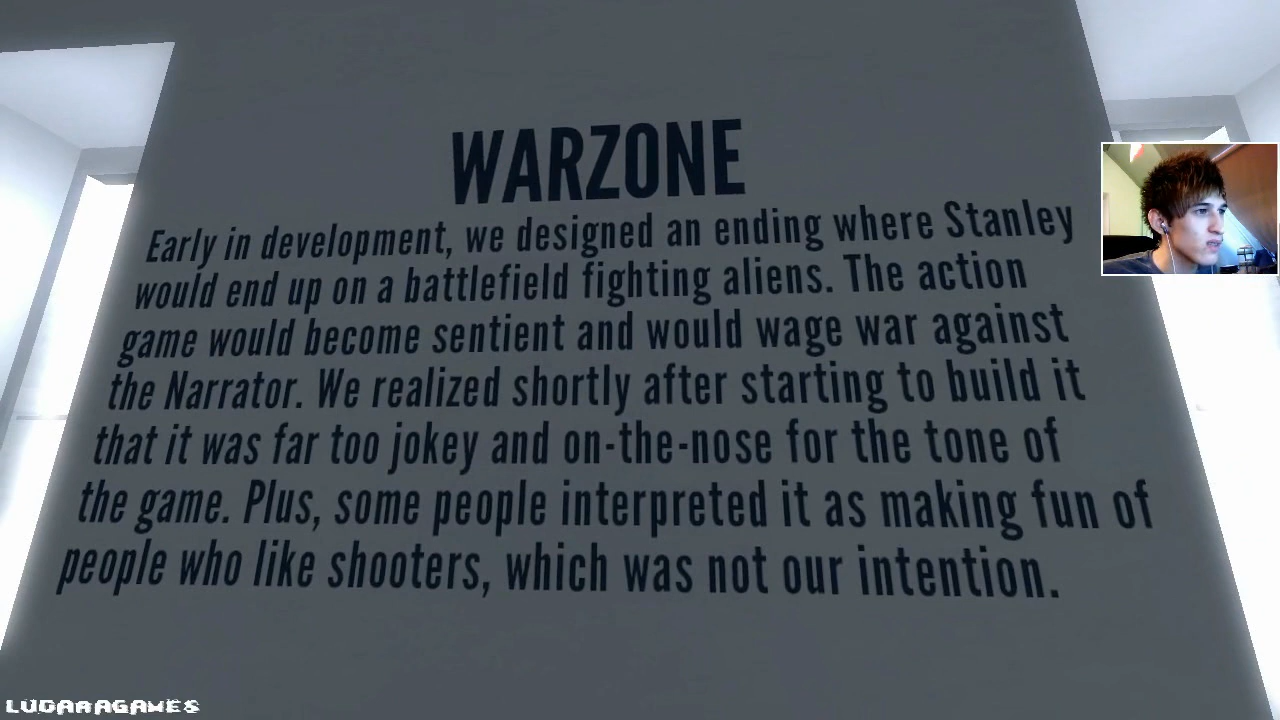 WARZONE
Early in development, we designed an ending where Stanley
would end up on a battlefield fighting aliens. The action
game would become sentient and would wage war against
the Narrator. We realized shortly after starting to build it
that it was far too jokey and on-the-nose for the tone of
the game. Plus, some people interpreted it as making fun of
people who like shooters, which was not our intention.
LUGARAGAMES